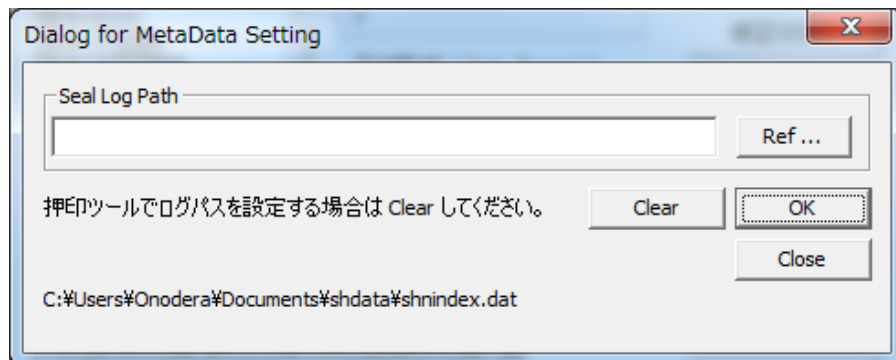 Dialog for MetaData Setting
Seal Log Path
Ref ...
押印ツールでログパスを設定する場合は Clear してください。 Clear OK
Close
C:¥Users¥Onodera¥Documents¥shdata¥shnindex.dat